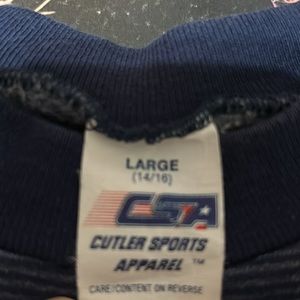 LARGE
(14/16)
CSA
CUTLER SPORTS
APPAREL ™
CARE/CONTENT ON REVERSE